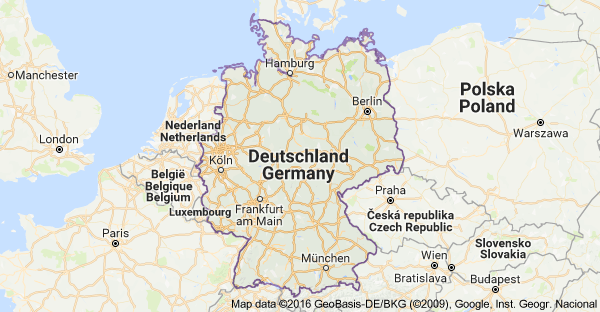 Manchester
London
Hamburg
Berlin
Polska
Poland
Warszawa
Nederland
Netherlands
Köln
Deutschland
Germany
België
Belgique
Belgium
Luxembourg
Frankfurt
am Main
Praha
Česká republika
Czech Republic
Paris
München
Wien
Slovensko
Slovakia
Bratislava
Budapest
Map data ©2016 GeoBasis-DE/BKG (©2009), Google, Inst. Geogr. Nacional